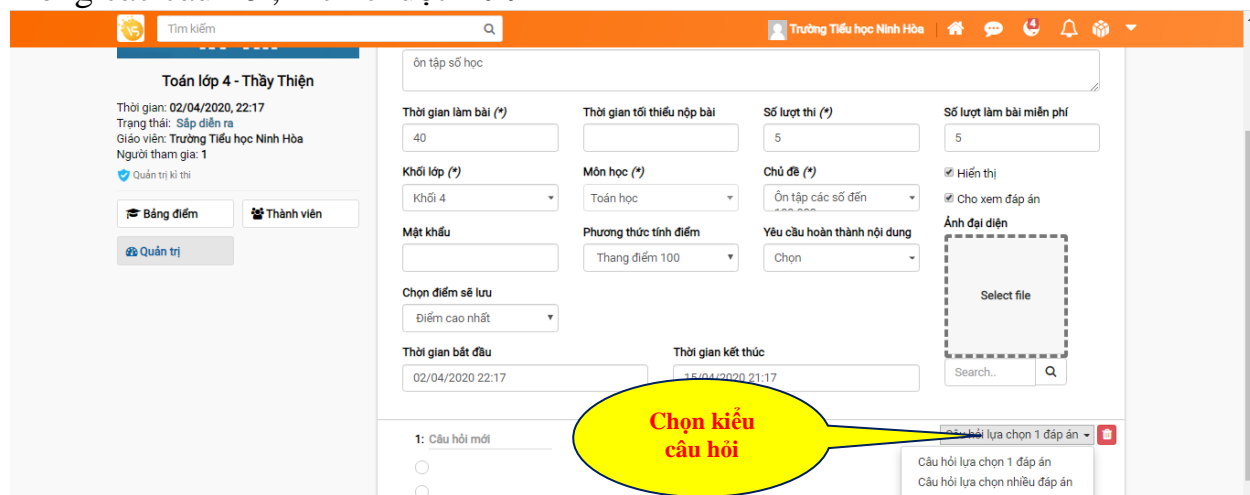 Tìm kiếm
Trường Tiểu học Ninh Hòa
4
Toán lớp 4 - Thầy Thiện
Thời gian: 02/04/2020, 22:17
Trạng thái: Sắp diễn ra
Giáo viên: Trường Tiểu học Ninh Hòa
Người tham gia: 1
Quản trị kì thi
Bảng điểm
Thành viên
Quản trị
ôn tập số học
Thời gian làm bài (*)
Thời gian tối thiểu nộp bài
Số lượt thi (*)
Số lượt làm bài miễn phí
40
5
5
Khối lớp (*)
Môn học (*)
Chủ đề (*)
Hiển thị
Khối 4
Toán học
Ôn tập các số đến
Cho xem đáp án
Mật khẩu
Phương thức tính điểm
Yêu cầu hoàn thành nội dung
Ảnh đại diện
Thang điểm 100
Chọn
Select file
Chọn điểm sẽ lưu
Điểm cao nhất
Thời gian bắt đầu
Thời gian kết thúc
02/04/2020 22:17
15/04/2020 21:17
Search..
Chọn kiểu
câu hỏi
1: Câu hỏi mới
Câu hỏi lựa chọn 1 đáp án
Câu hỏi lựa chọn 1 đáp án
Câu hỏi lựa chọn nhiều đáp án